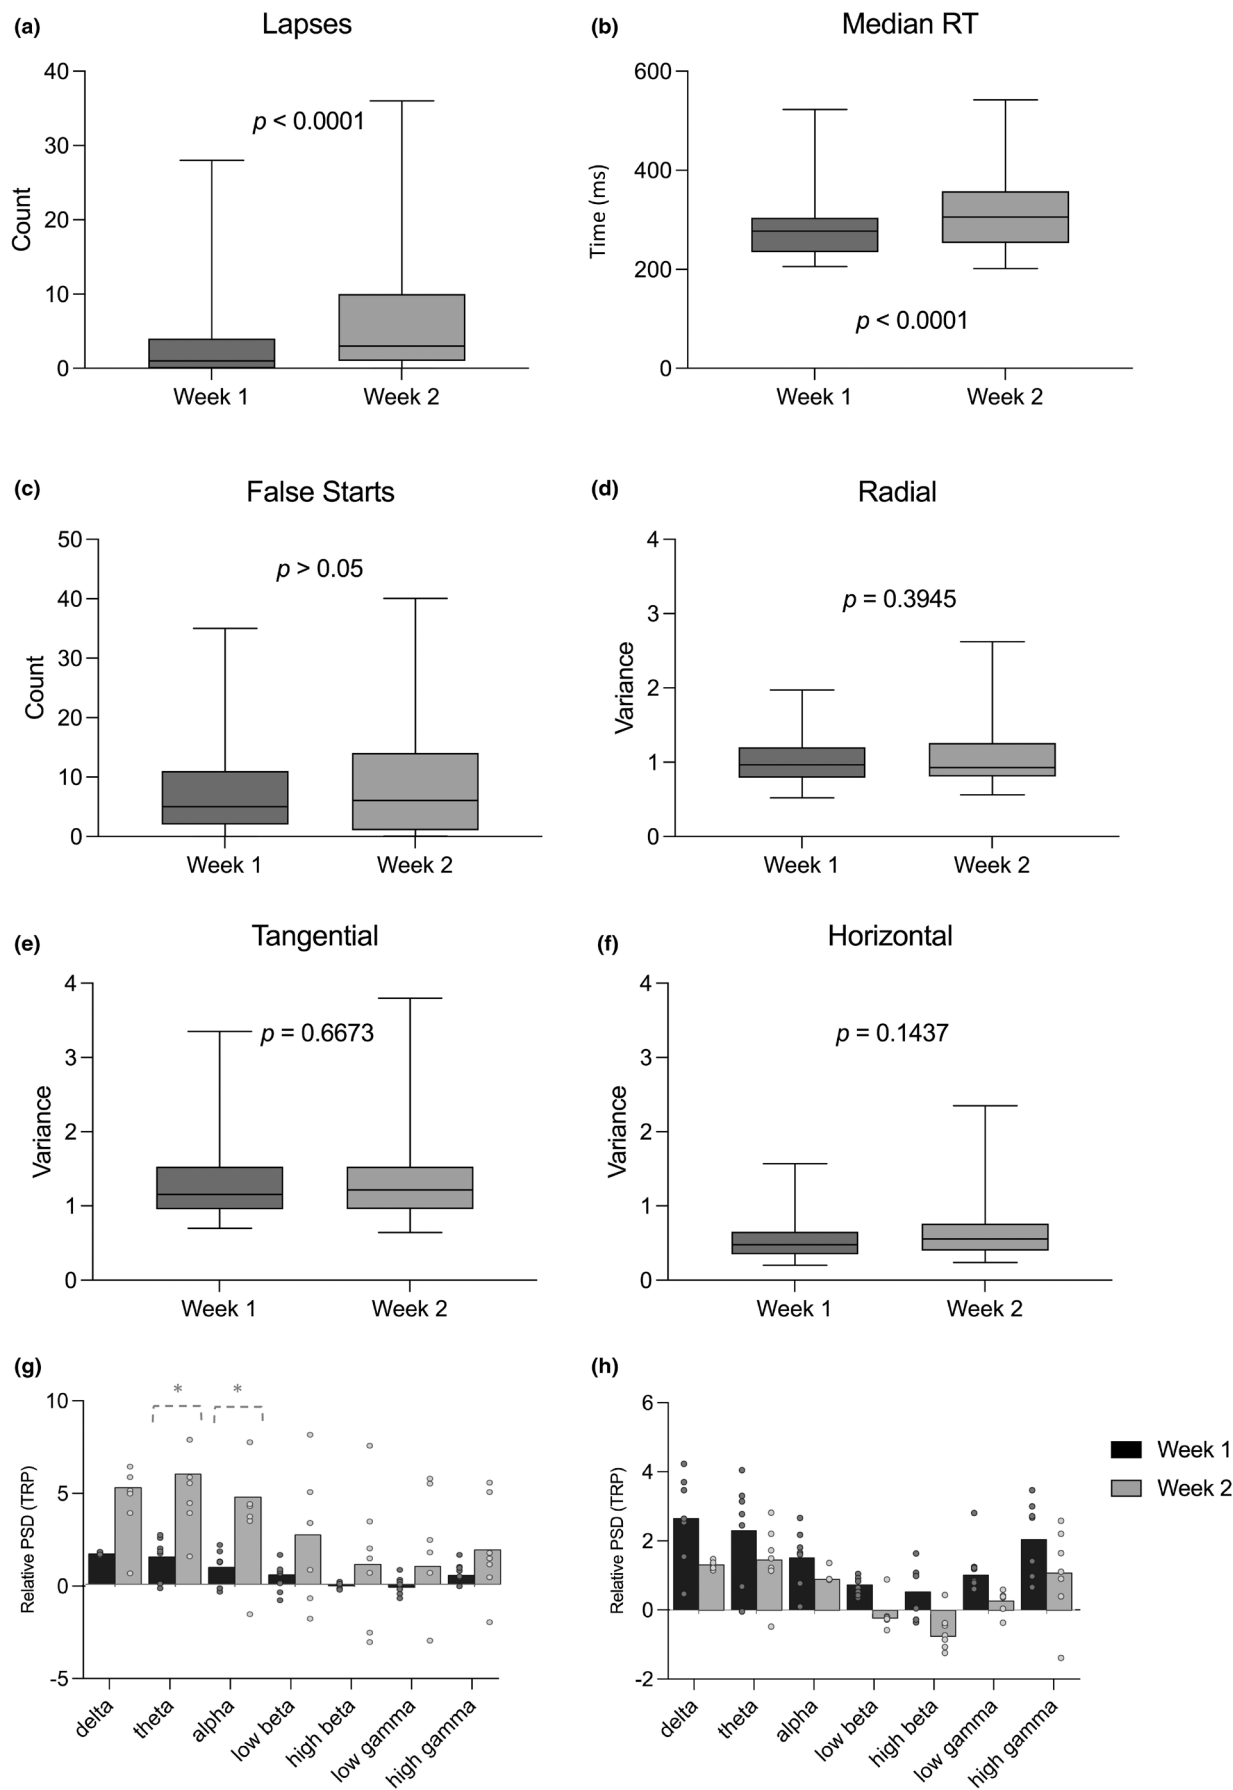 (a)
Lapses
40
30
20
10
0
Count
p < 0.0001
Week 1
Week 2
(b)
Median RT
600
400
200
0
Time (ms)
p < 0.0001
Week 1
Week 2
(c)
False Starts
50
40
30
20
10
0
Count
p > 0.05
Week 1
Week 2
(d)
Radial
4
3
2
1
0
Variance
p = 0.3945
Week 1
Week 2
(e)
Tangential
4
3
2
1
0
Variance
p = 0.6673
Week 1
Week 2
(f)
Horizontal
4
3
2
1
0
Variance
p = 0.1437
Week 1
Week 2
(g)
10
5
0
-5
Relative PSD (TRP)
*
*
delta
theta
alpha
low beta
high beta
low gamma
high gamma
(h)
6
4
2
0
-2
Relative PSD (TRP)
Week 1
Week 2
delta
theta
alpha
low beta
high beta
low gamma
high gamma